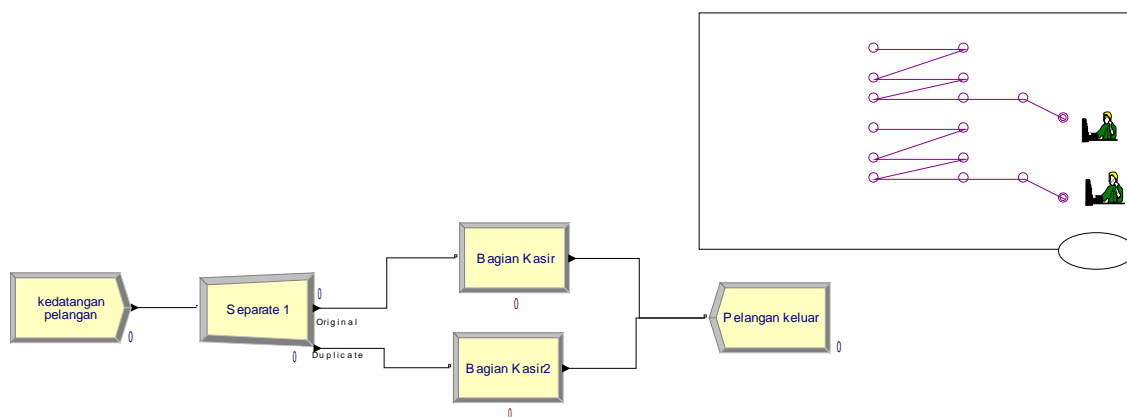 kedatangan
pelangan
0
Separate 1
0
Original
0
Duplicate
Bagian Kasir
0
Bagian Kasir2
0
Pelangan keluar
0